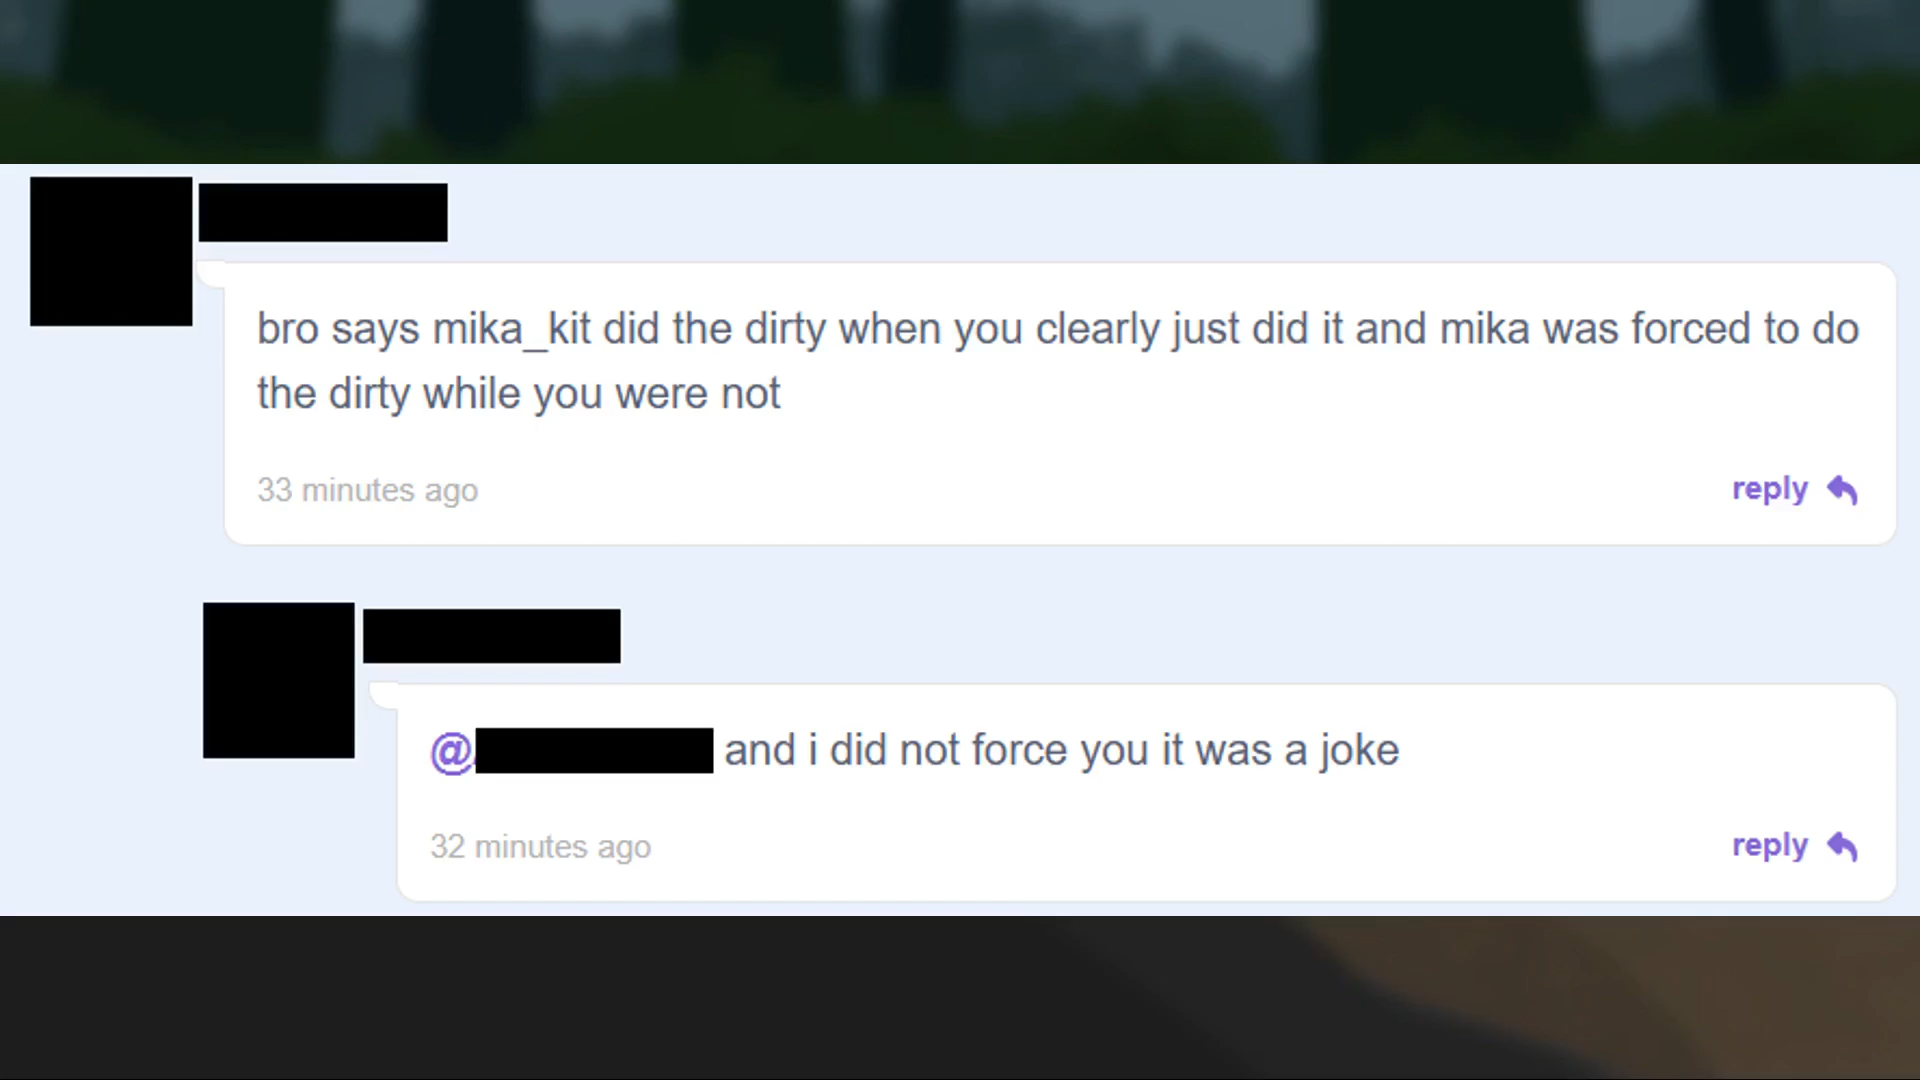 bro says mika_kit did the dirty when you clearly just did it and mika was forced to do
the dirty while you were not
33 minutes ago
reply
@ and i did not force you it was a joke
32 minutes ago
reply